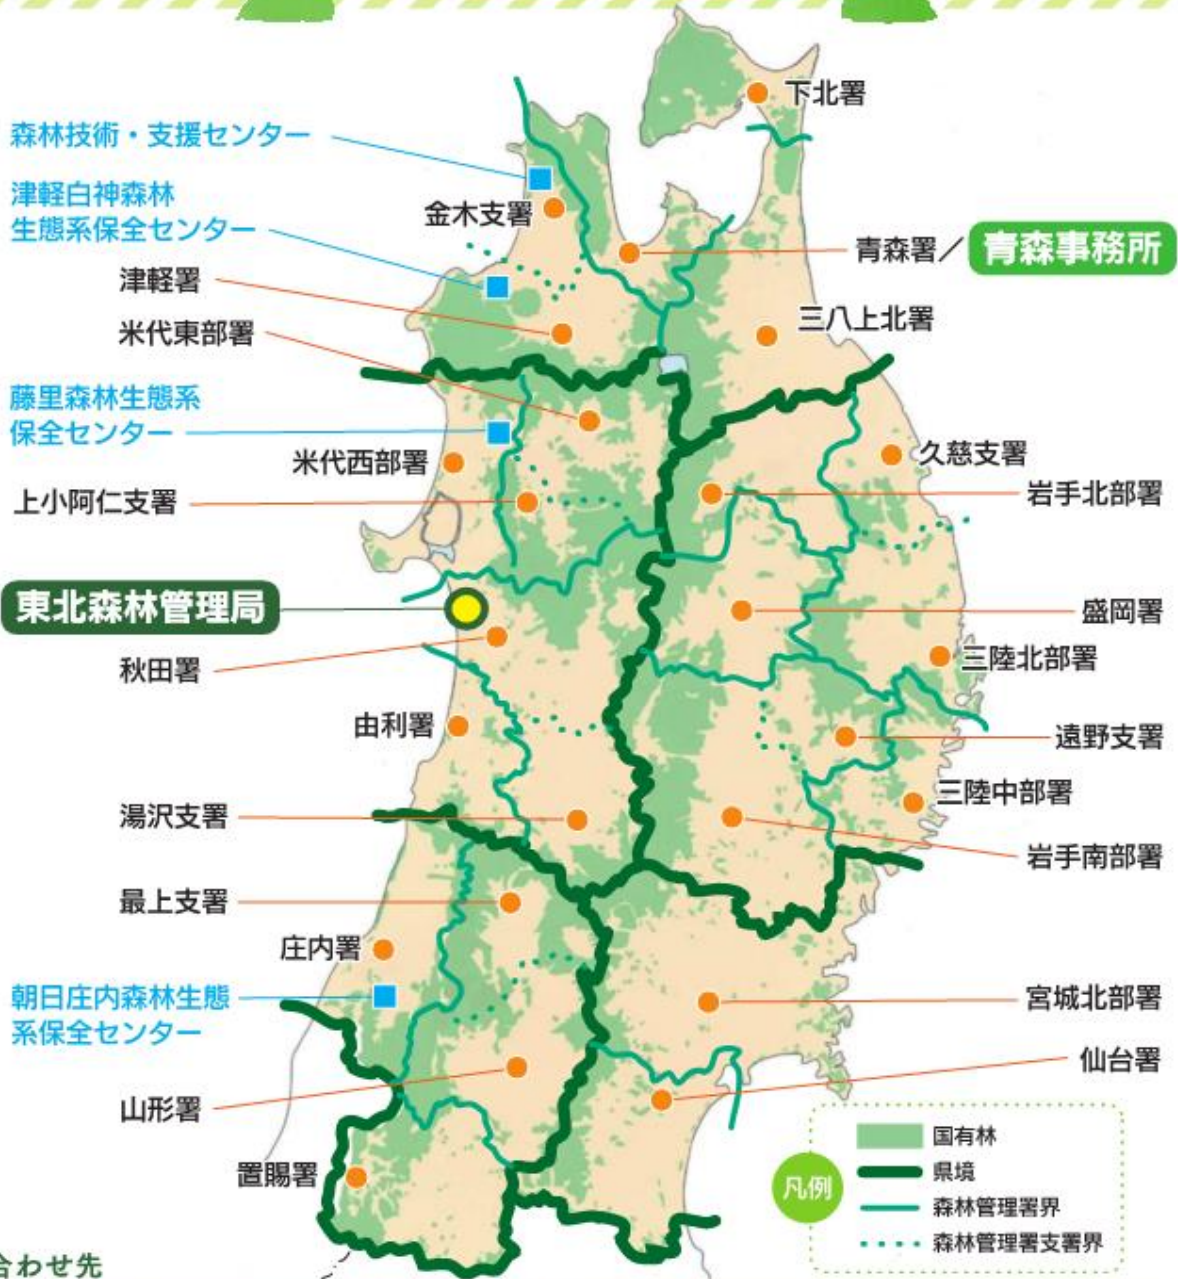 下北署
森林技術・支援センター
津軽白神森林
生態系保全センター
金木支署
青森署／
青森事務所
津軽署
三八上北署
米代東部署
藤里森林生態系
保全センター
米代西部署
久慈支署
上小阿仁支署
岩手北部署
東北森林管理局
盛岡署
秋田署
三陸北部署
由利署
遠野支署
湯沢支署
三陸中部署
岩手南部署
最上支署
庄内署
朝日庄内森林生態
系保全センター
宮城北部署
仙台署
山形署
置賜署
凡例
国有林
県境
森林管理署界
森林管理署支署界
合わせ先